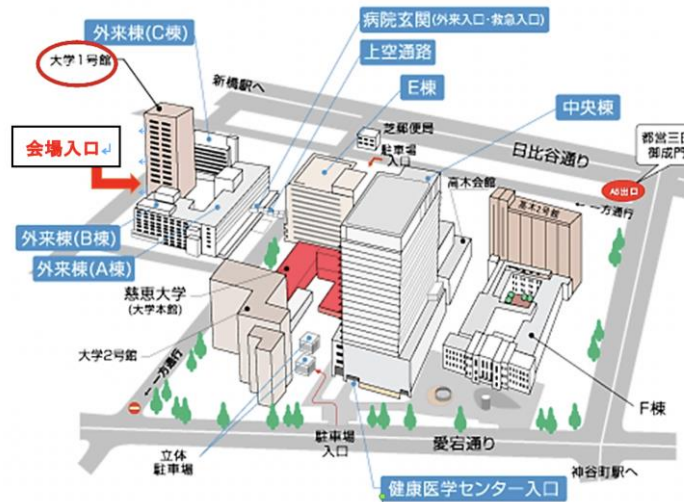 外来棟(C棟)
大学1号館
病院玄関(外来入口・救急入口)
上空通路
E棟
新橋へ
芝郵便局
駐車場
入口
中央棟
日比谷通り
都営三田
御成門
A5出口
←一方通行
会場入口↲
高木会館
高木2号館
外来棟(B棟)
外来棟(A棟)
慈恵大学
(大学本館)
大学2号館
←一方通行
F棟
立体
駐車場
駐車場
入口
愛宕通り
神谷町駅へ
健康医学センター入口